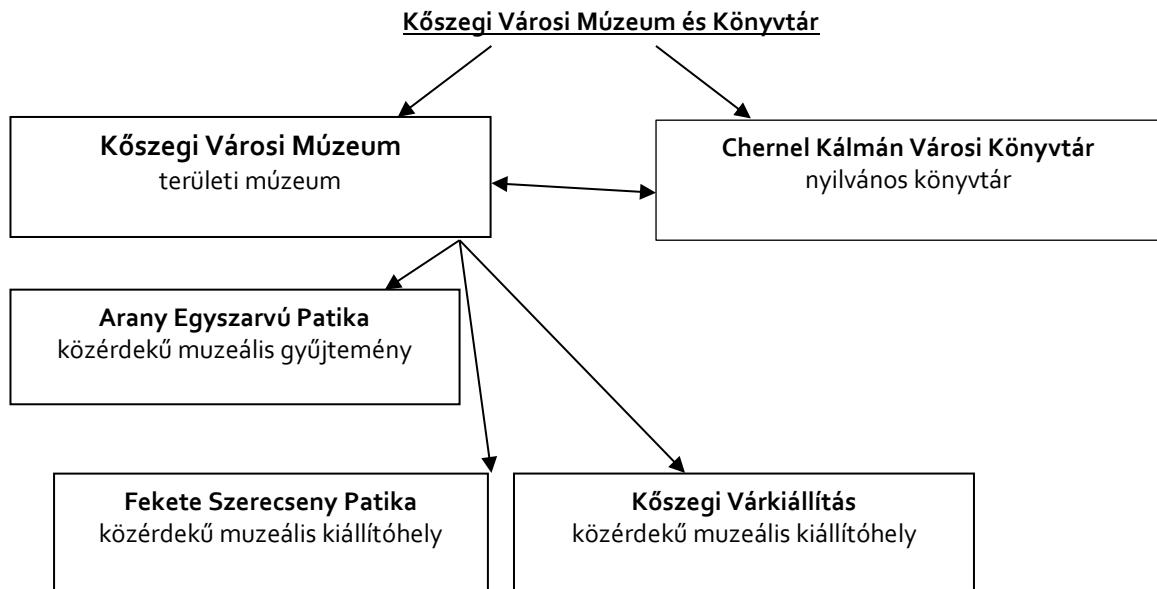 Kőszegi Városi Múzeum és Könyvtár
Kőszegi Városi Múzeum
területi múzeum
Chernel Kálmán Városi Könyvtár
nyilvános könyvtár
Arany Egyszarvú Patika
közérdekű muzeális gyűjtemény
Fekete Szerecseny Patika
közérdekű muzeális kiállítóhely
Kőszegi Várkiállítás
közérdekű muzeális kiállítóhely